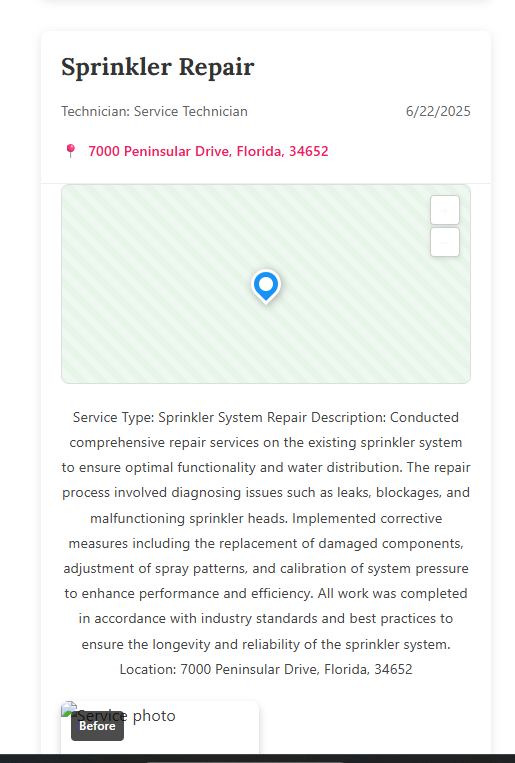 Sprinkler Repair
Technician: Service Technician 6/22/2025
7000 Peninsular Drive, Florida, 34652
+
−
Service Type: Sprinkler System Repair Description: Conducted
comprehensive repair services on the existing sprinkler system
to ensure optimal functionality and water distribution. The repair
process involved diagnosing issues such as leaks, blockages, and
malfunctioning sprinkler heads. Implemented corrective
measures including the replacement of damaged components,
adjustment of spray patterns, and calibration of system pressure
to enhance performance and efficiency. All work was completed
in accordance with industry standards and best practices to
ensure the longevity and reliability of the sprinkler system.
Location: 7000 Peninsular Drive, Florida, 34652
Service photo
Before